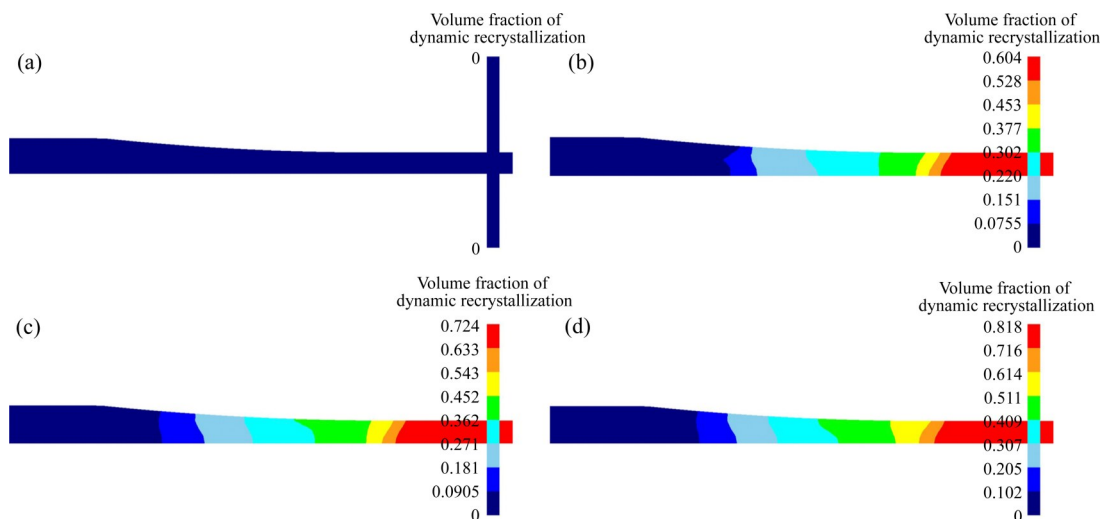 Volume fraction of
dynamic recrystallization
(a)
0
0
Volume fraction of
dynamic recrystallization
(b)
0.604
0.528
0.453
0.377
0.302
0.220
0.151
0.0755
0
Volume fraction of
dynamic recrystallization
(c)
0.724
0.633
0.543
0.452
0.362
0.271
0.181
0.0905
0
Volume fraction of
dynamic recrystallization
(d)
0.818
0.716
0.614
0.511
0.409
0.307
0.205
0.102
0